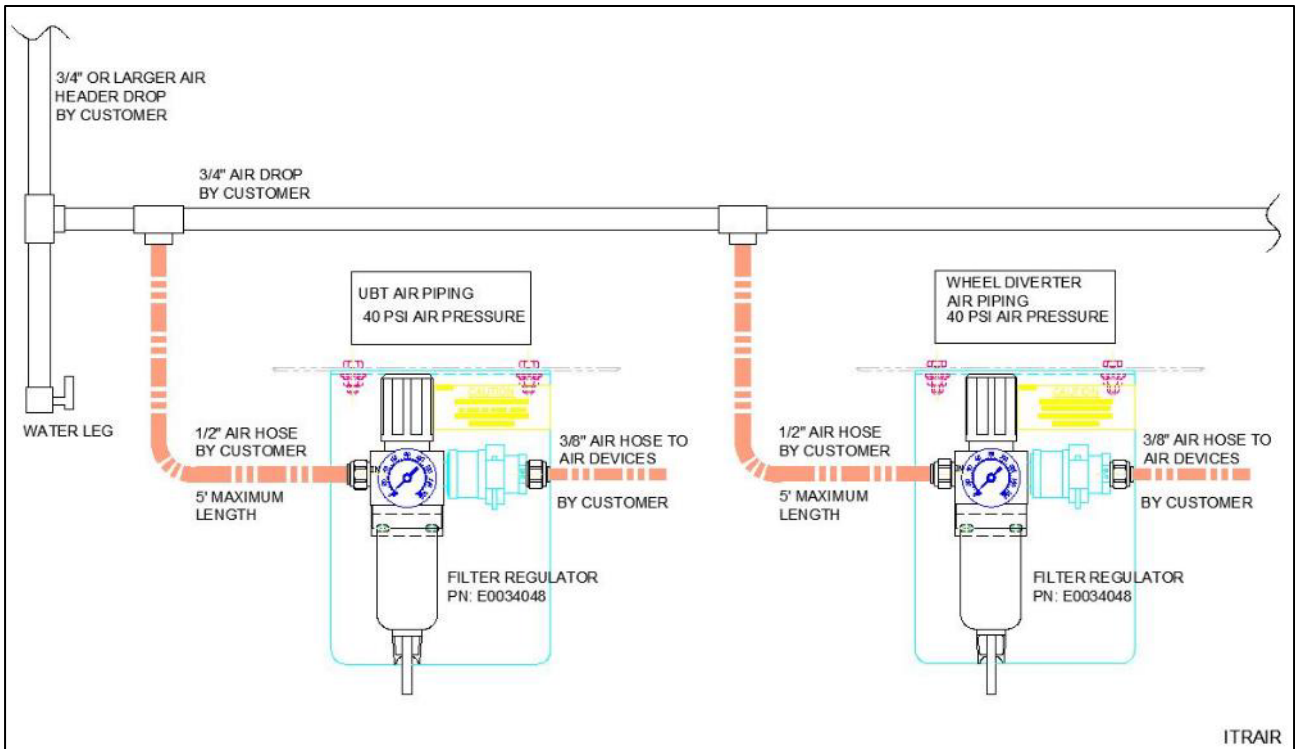 3/4" OR LARGER AIR
HEADER DROP
BY CUSTOMER
3/4" AIR DROP
BY CUSTOMER
UBT AIR PIPING
40 PSI AIR PRESSURE
WHEEL DIVERTER
AIR PIPING
40 PSI AIR PRESSURE
WATER LEG
1/2" AIR HOSE
BY CUSTOMER
5' MAXIMUM
LENGTH
IN
CAUTION
3/8" AIR HOSE TO
AIR DEVICES
BY CUSTOMER
FILTER REGULATOR
PN: E0034048
1/2" AIR HOSE
BY CUSTOMER
5' MAXIMUM
LENGTH
IN
CAUTION
3/8" AIR HOSE TO
AIR DEVICES
BY CUSTOMER
FILTER REGULATOR
PN: E0034048
ITRAIR